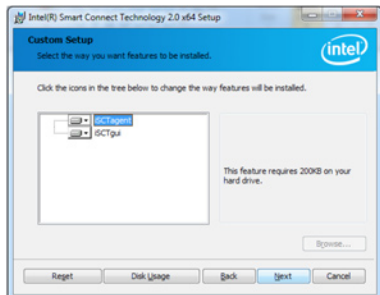 Intel(R) Smart Connect Technology 2.0 x64 Setup
Custom Setup
Select the way you want features to be installed.
intel
Click the icons in the tree below to change the way features will be installed.
iSCTagent
iSCTgui
This feature requires 200KB on your
hard drive.
Browse...
Reset
Disk Usage
Back
Next
Cancel